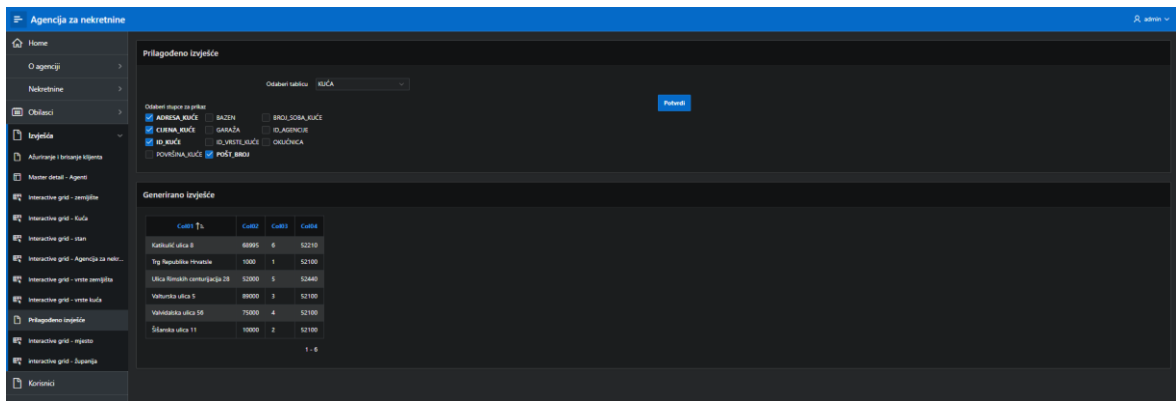 Agencija za nekretnine
admin
Home
O agenciji
Nekretnine
Obilasci
Izvješća
Ažuriranje i brisanje klijenta
Master detail - Agenti
Interactive grid - zemljište
Interactive grid - Kuća
Interactive grid - stan
Interactive grid - Agencija za nekr...
Interactive grid - vrste zemljišta
Interactive grid - vrste kuća
Prilagođeno izvješće
Interactive grid - mjesto
Interactive grid - županija
Korisnici
Prilagođeno izvješće
Odaberi tablicu KUĆA
Potvrdi
Odaberi stupce za prikaz
ADRESA_KUĆE BAZEN BROJ_SOBA_KUĆE
CIJENA_KUĆE GARAŽA ID_AGENCIJE
ID_KUĆE ID_VRSTE_KUĆE OKUĆNICA
POVRŠINA_KUĆE POŠT_BROJ
Generirano izvješće
Col01 Col02 Col03 Col04
Katikulić ulica 8 68995 6 52210
Trg Republike Hrvatske 1000 1 52100
Ulica Rimskih centurijacija 28 52000 5 52440
Valturska ulica 5 89000 3 52100
Valvidalska ulica 56 75000 4 52100
Šišanska ulica 11 10000 2 52100
1 - 6